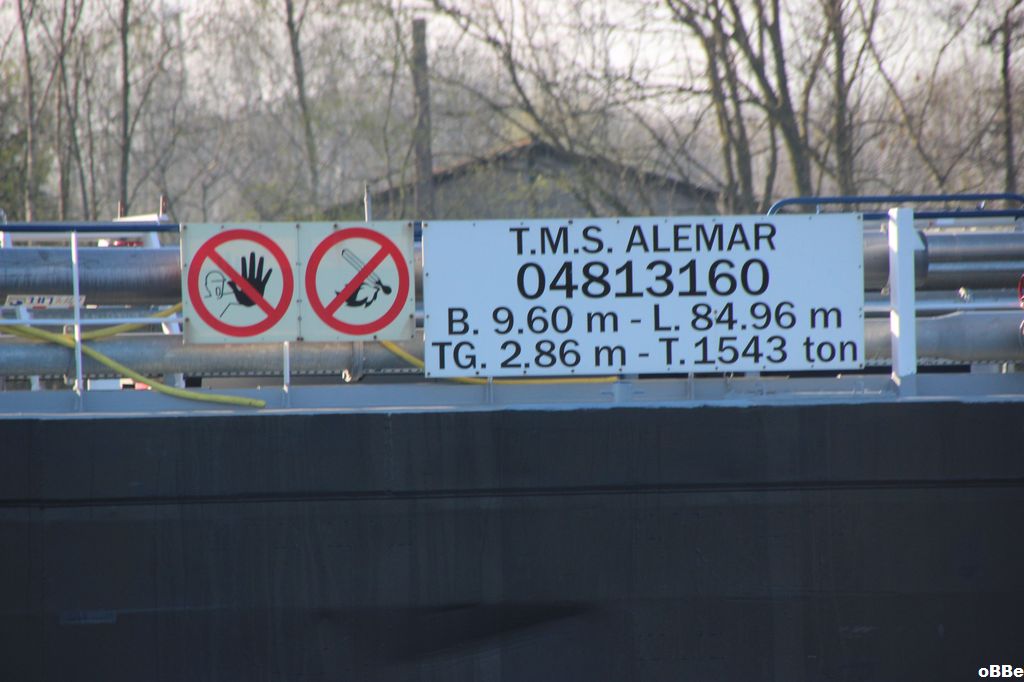 T.M.S. ALEMAR
04813160
B. 9.60 m - L. 84.96 m
TG. 2.86 m - T. 1543 ton
oBBe